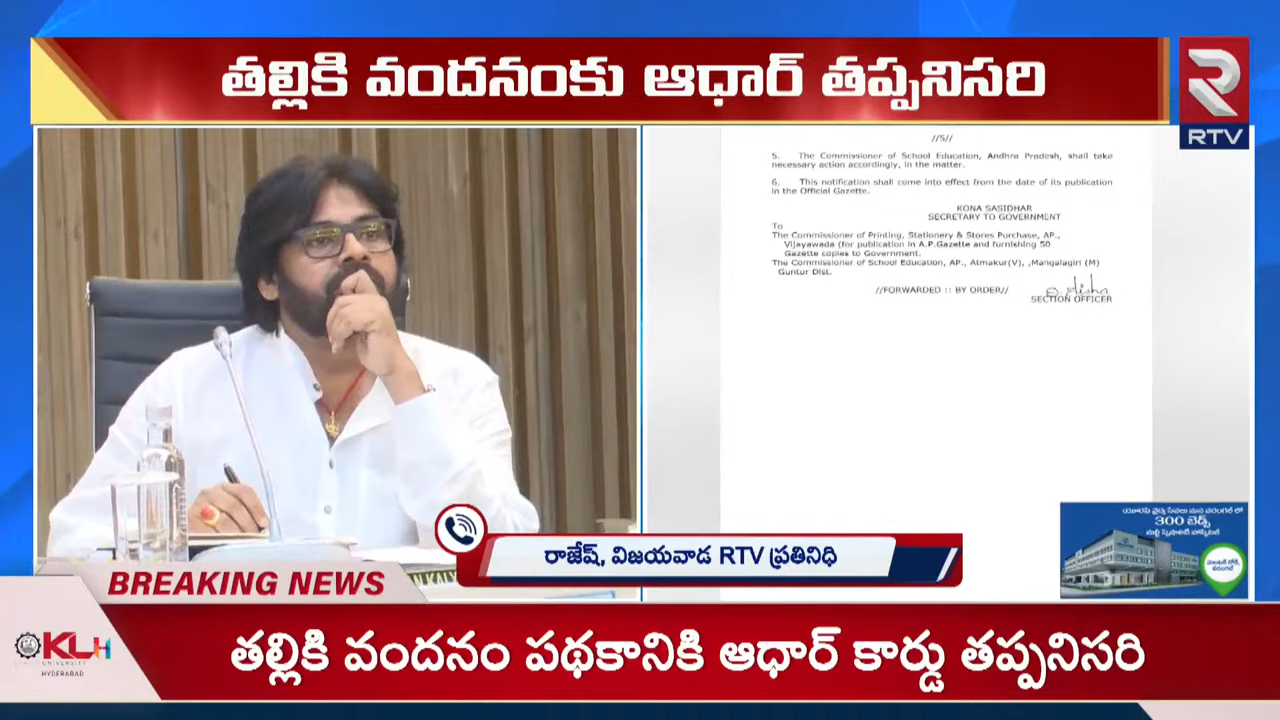 తల్లికి వందనంకు ఆధార్ తప్పనిసరి
R
RTV
//5//
5. The Commissioner of School Education, Andhra Pradesh, shall take
necessary action accordingly, in the matter.
6. This notification shall come into effect from the date of its publication
in the Official Gazette.
KONA SASIDHAR
SECRETARY TO GOVERNMENT
To
The Commissioner of Printing, Stationery & Stores Purchase, AP.,
Vijayawada (for publication in A.P.Gazette and furnishing 50
Gazette copies to Government.
The Commissioner of School Education, AP., Atmakur(V), ,Mangalagiri (M)
Guntur Dist.
//FORWARDED :: BY ORDER//
SECTION OFFICER
300 బెడ్స్
మల్టీ స్పెషాలిటీ హాస్పిటల్
రాజేష్, విజయవాడ RTV ప్రతినిధి
BREAKING NEWS
KLH
UNIVERSITY
HYDERABAD
తల్లికి వందనం పథకానికి ఆధార్ కార్డు తప్పనిసరి